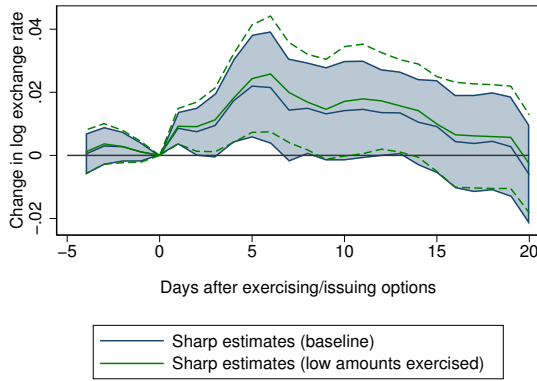 Change in log exchange rate
.04
.02
0
-.02
-5
0
5
10
15
20
Days after exercising/issuing options
Sharp estimates (baseline)
Sharp estimates (low amounts exercised)